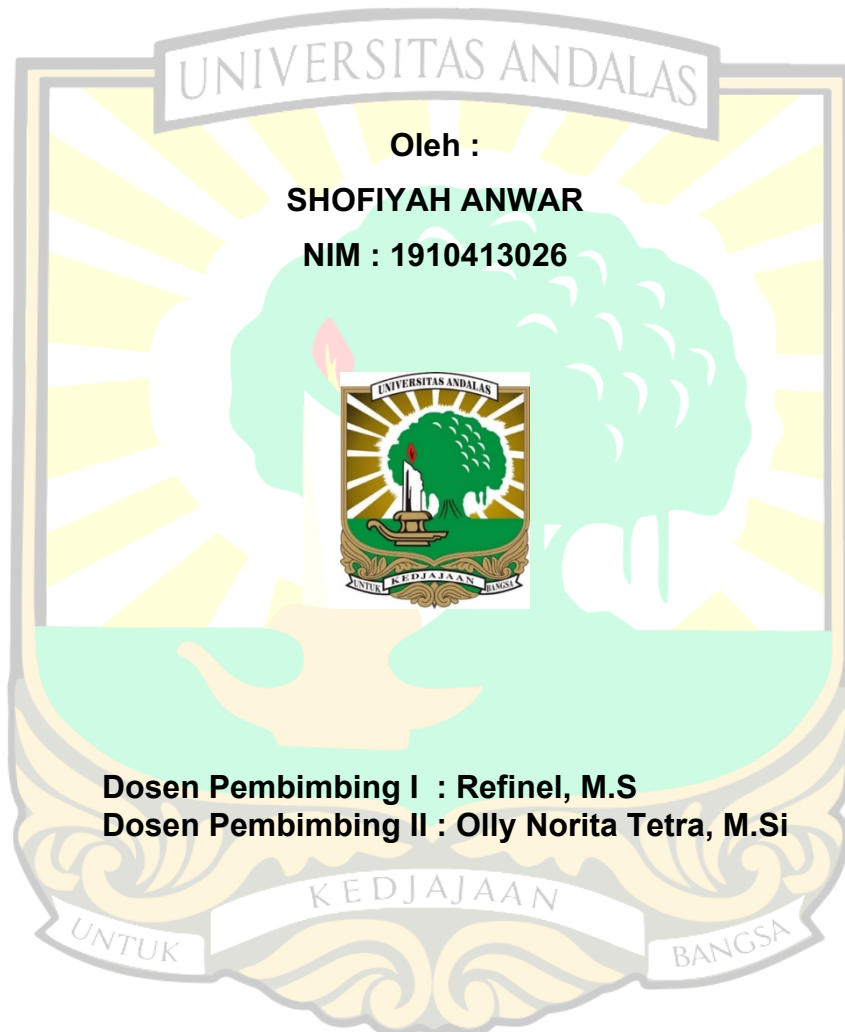 UNIVERSITAS ANDALAS
Oleh :
SHOFIYAH ANWAR
NIM : 1910413026
UNIVERSITAS ANDALAS
UNTUK KEDJAJAAN BANGSA
Dosen Pembimbing I : Refinel, M.S
Dosen Pembimbing II : Olly Norita Tetra, M.Si
UNTUK KEDJAJAAN BANGSA